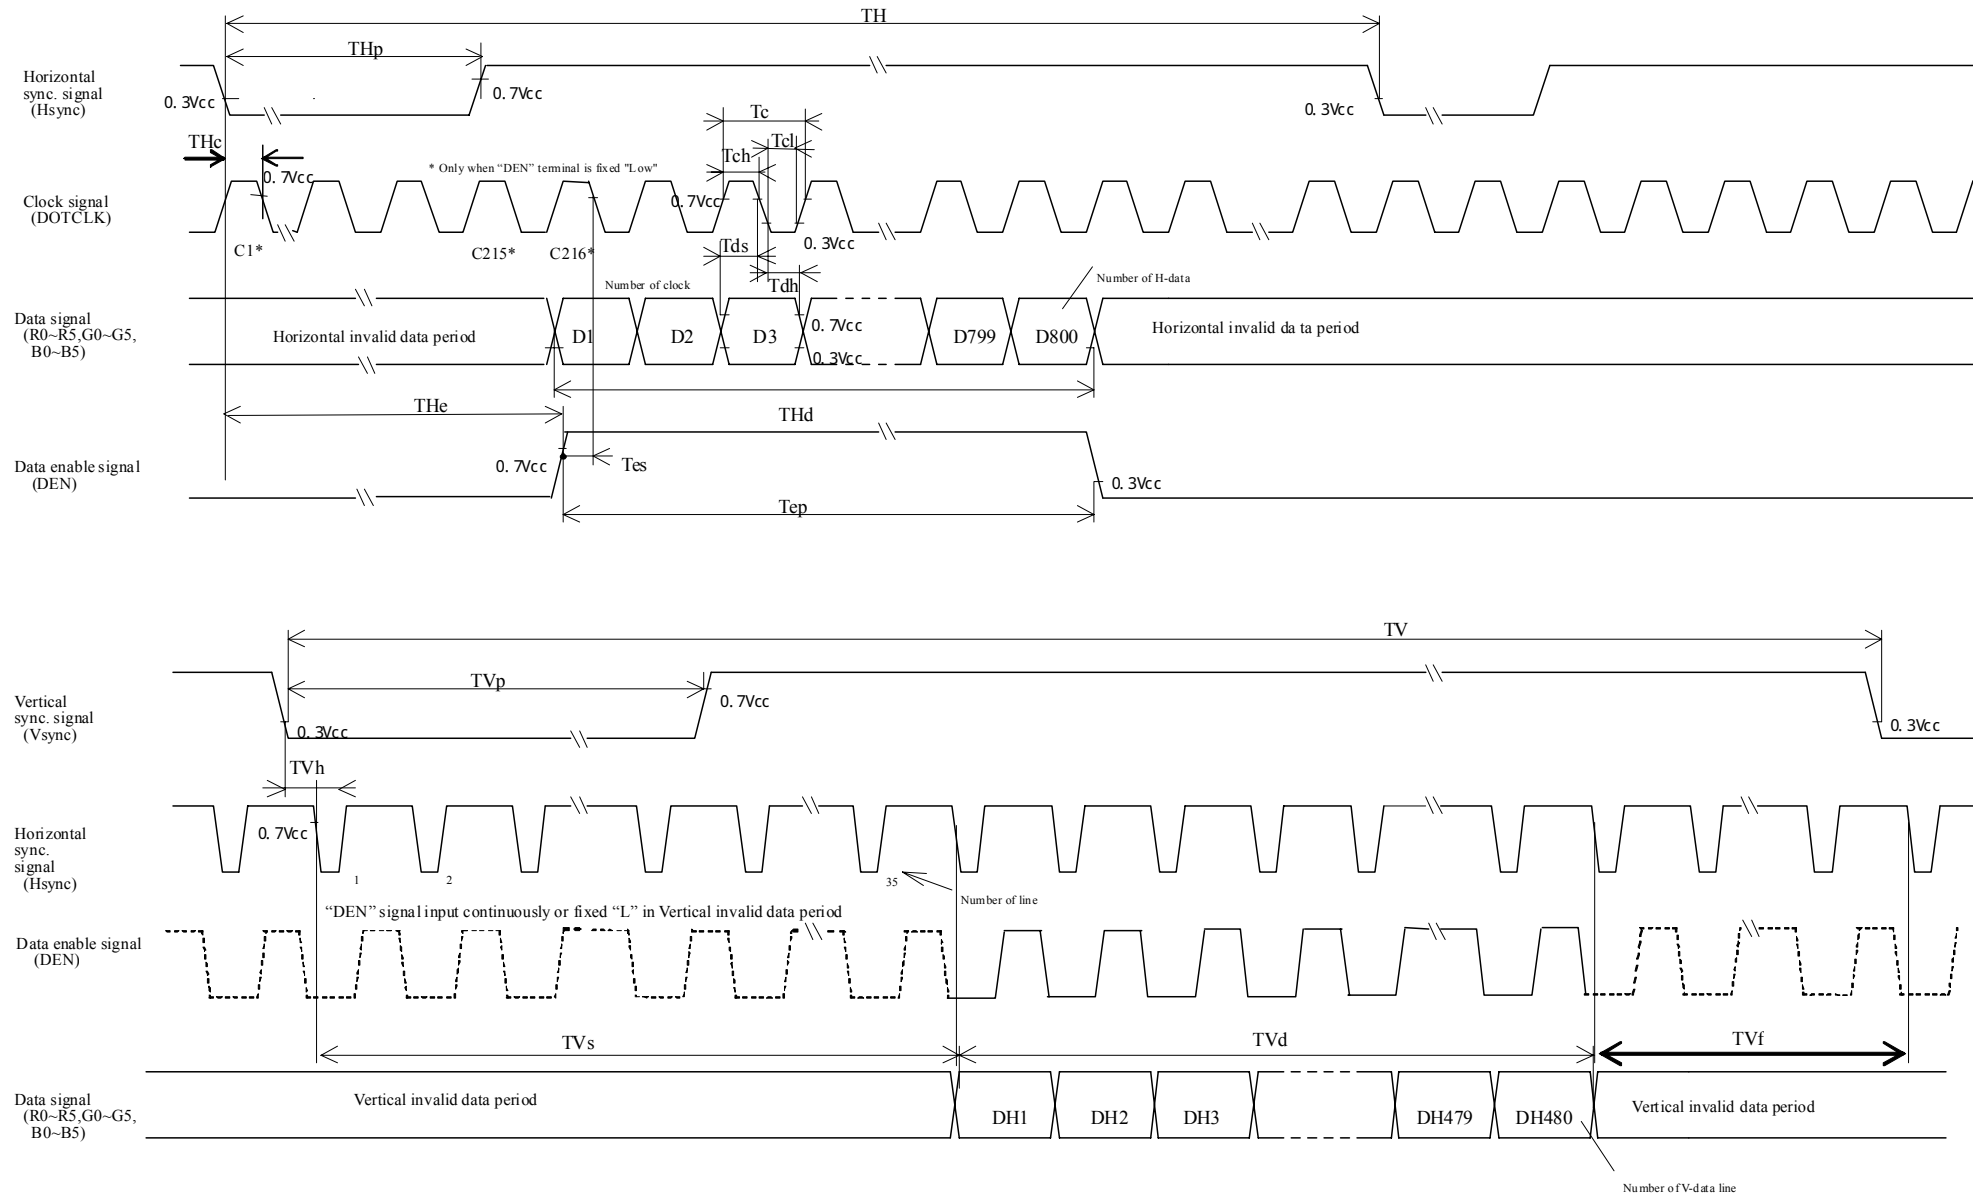 TH
THp
Horizontal
sync. signal
(Hsync)
0.3Vcc
0.7Vcc
0.3Vcc
THc
Tc
Tcl
Tch
* Only when “DEN” terminal is fixed "Low"
0.7Vcc
0.7Vcc
Clock signal
(DOTCLK)
0.3Vcc
C1*
C215*
C216*
Tds
Tdh
Number of clock
Number of H-data
Data signal
(R0~R5,G0~G5,
B0~B5)
Horizontal invalid data period
D1
D2
D3
0.7Vcc
0.3Vcc
D799
D800
Horizontal invalid da ta period
THe
THd
Data enable signal
(DEN)
0.7Vcc
Tes
0.3Vcc
Tep
TV
TVp
Vertical
sync. signal
(Vsync)
0.3Vcc
0.7Vcc
0.3Vcc
TVh
0.7Vcc
Horizontal
sync.
signal
(Hsync)
1
2
35
Number of line
“DEN” signal input continuously or fixed “L” in Vertical invalid data period
Data enable signal
(DEN)
TVs
TVd
TVf
Data signal
(R0~R5,G0~G5,
B0~B5)
Vertical invalid data period
DH1
DH2
DH3
DH479
DH480
Vertical invalid data period
Number of V-data line